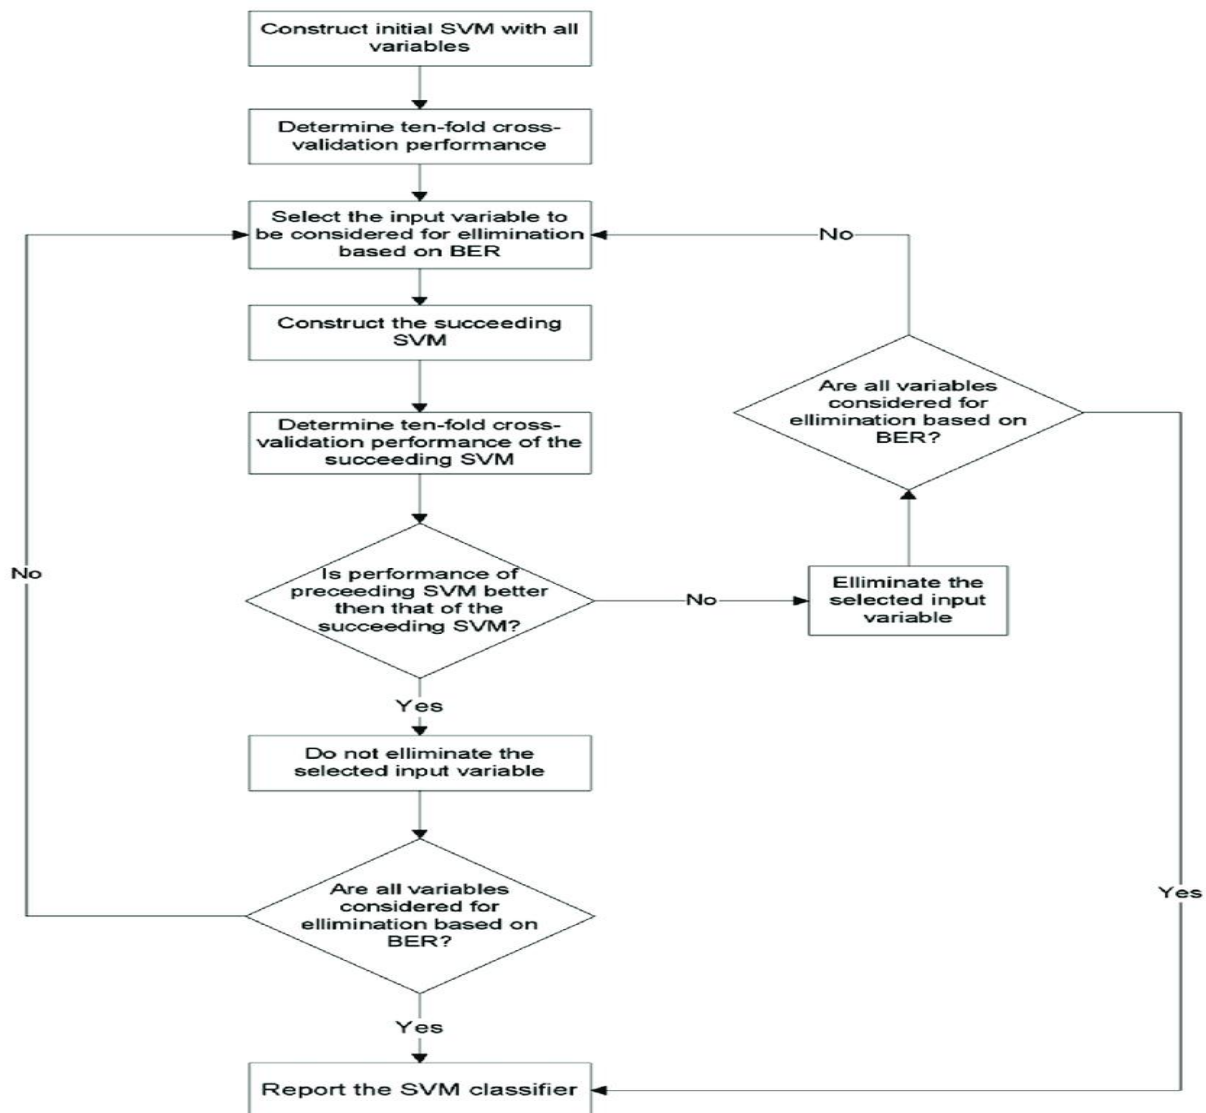 Construct initial SVM with all
variables
Determine ten-fold cross-
validation performance
Select the input variable to
be considered for ellimination
based on BER
No
Construct the succeeding
SVM
Are all variables
considered for
ellimination based on
BER?
Determine ten-fold cross-
validation performance of the
succeeding SVM
No
Is performance of
preceeding SVM better
then that of the
succeeding SVM?
No
Elliminate the
selected input
variable
Yes
Do not elliminate the
selected input variable
Are all variables
considered for
ellimination based on
BER?
Yes
Yes
Report the SVM classifier